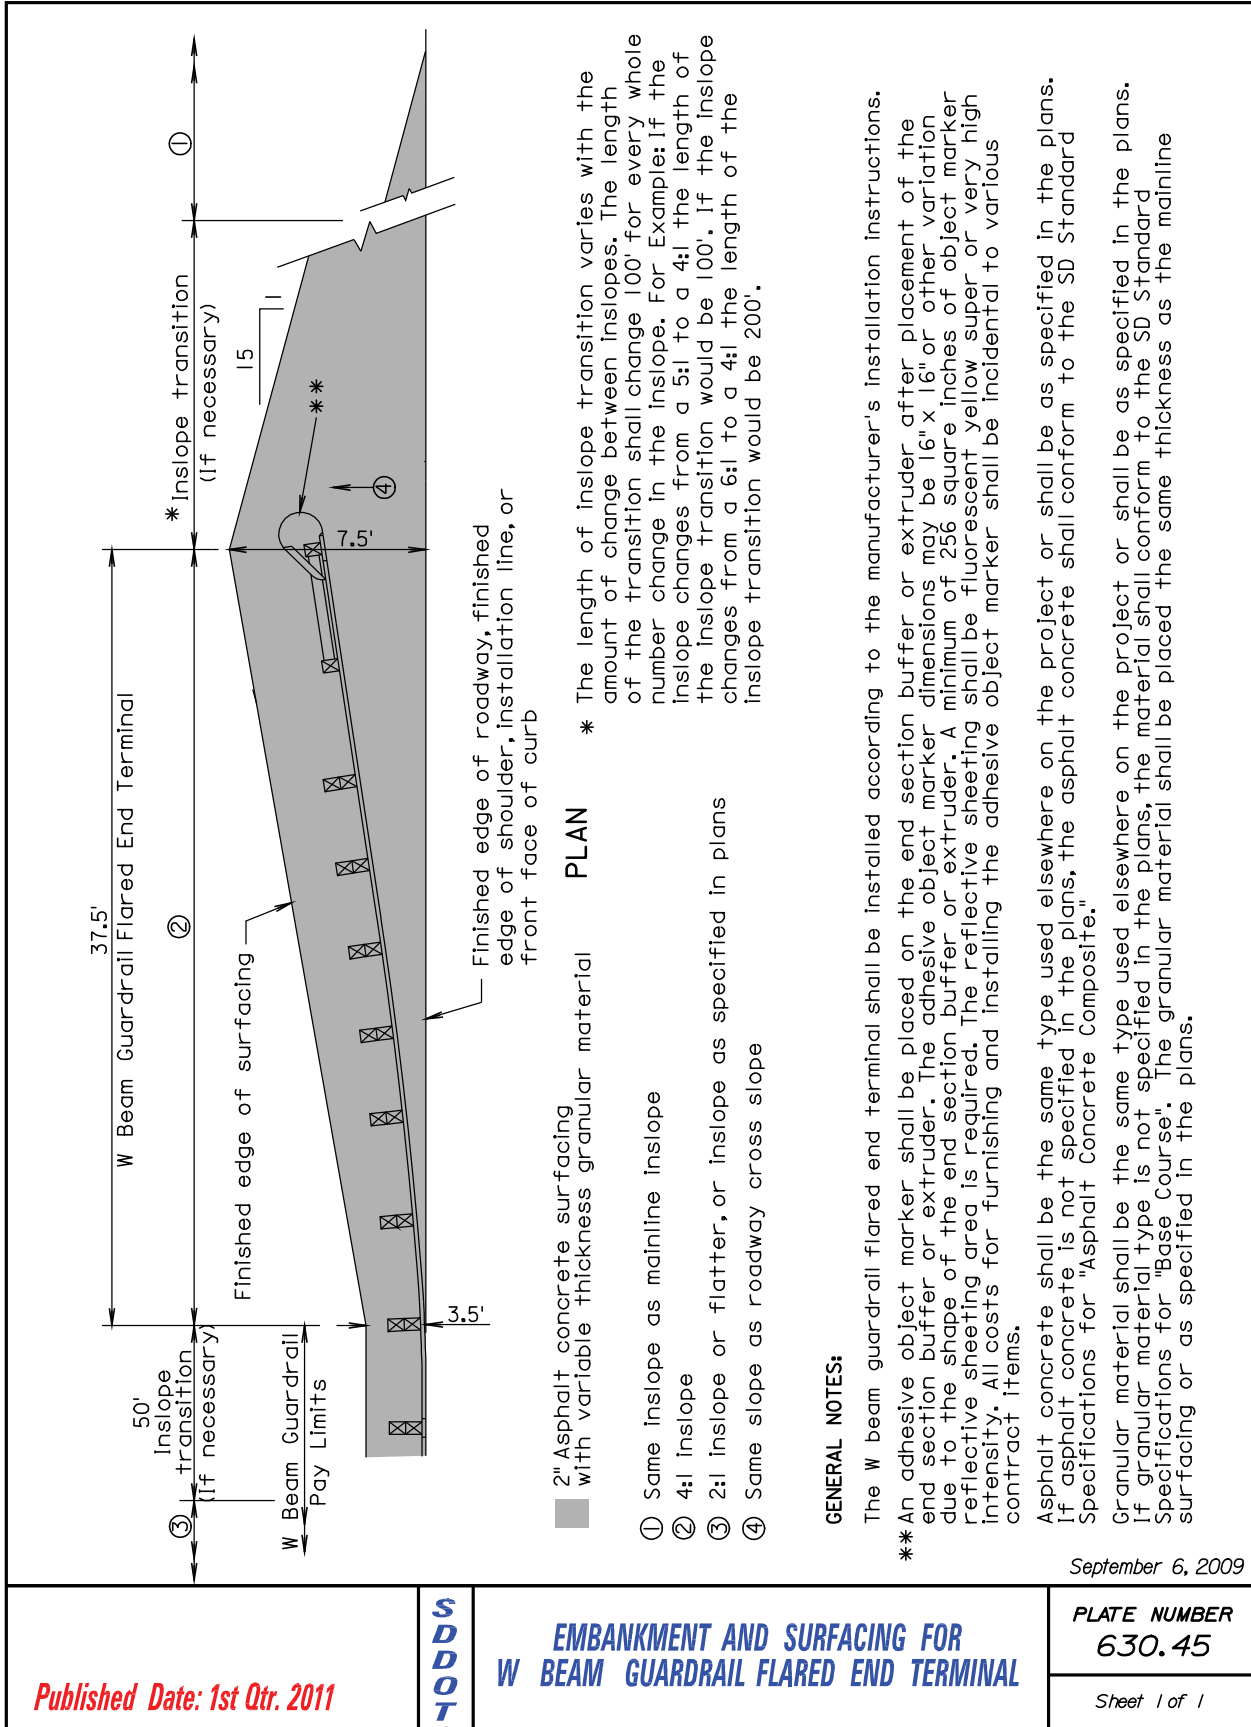 37.5'
W Beam Guardrail Flared End Terminal
50'
Inslope
transition
(If necessary)
*Inslope transition
(If necessary)
③
②
①
W Beam Guardrail
Pay Limits
Finished edge of surfacing
15
1
**
④
7.5'
3.5'
Finished edge of roadway, finished
edge of shoulder, installation line, or
front face of curb
PLAN
2" Asphalt concrete surfacing
with variable thickness granular material
① Same inslope as mainline inslope
② 4:1 inslope
③ 2:1 inslope or flatter, or inslope as specified in plans
④ Same slope as roadway cross slope
* The length of inslope transition varies with the
amount of change between inslopes. The length
of the transition shall change 100' for every whole
number change in the inslope. For Example: If the
inslope changes from a 5:1 to a 4:1 the length of
the inslope transition would be 100'. If the inslope
changes from a 6:1 to a 4:1 the length of the
inslope transition would be 200'.
GENERAL NOTES:
The W beam guardrail flared end terminal shall be installed according to the manufacturer's installation instructions.
** An adhesive object marker shall be placed on the end section buffer or extruder after placement of the
end section buffer or extruder. The adhesive object marker dimensions may be 16" x 16" or other variation
due to the shape of the end section buffer or extruder. A minimum of 256 square inches of object marker
reflective sheeting area is required. The reflective sheeting shall be fluorescent yellow super or very high
intensity. All costs for furnishing and installing the adhesive object marker shall be incidental to various
contract items.
Asphalt concrete shall be the same type used elsewhere on the project or shall be as specified in the plans.
If asphalt concrete is not specified in the plans, the asphalt concrete shall conform to the SD Standard
Specifications for "Asphalt Concrete Composite."
Granular material shall be the same type used elsewhere on the project or shall be as specified in the plans.
If granular material type is not specified in the plans, the material shall conform to the SD Standard
Specifications for "Base Course". The granular material shall be placed the same thickness as the mainline
surfacing or as specified in the plans.
September 6, 2009
Published Date: 1st Qtr. 2011
SDDOT
EMBANKMENT AND SURFACING FOR
W BEAM GUARDRAIL FLARED END TERMINAL
PLATE NUMBER
630.45
Sheet 1 of 1